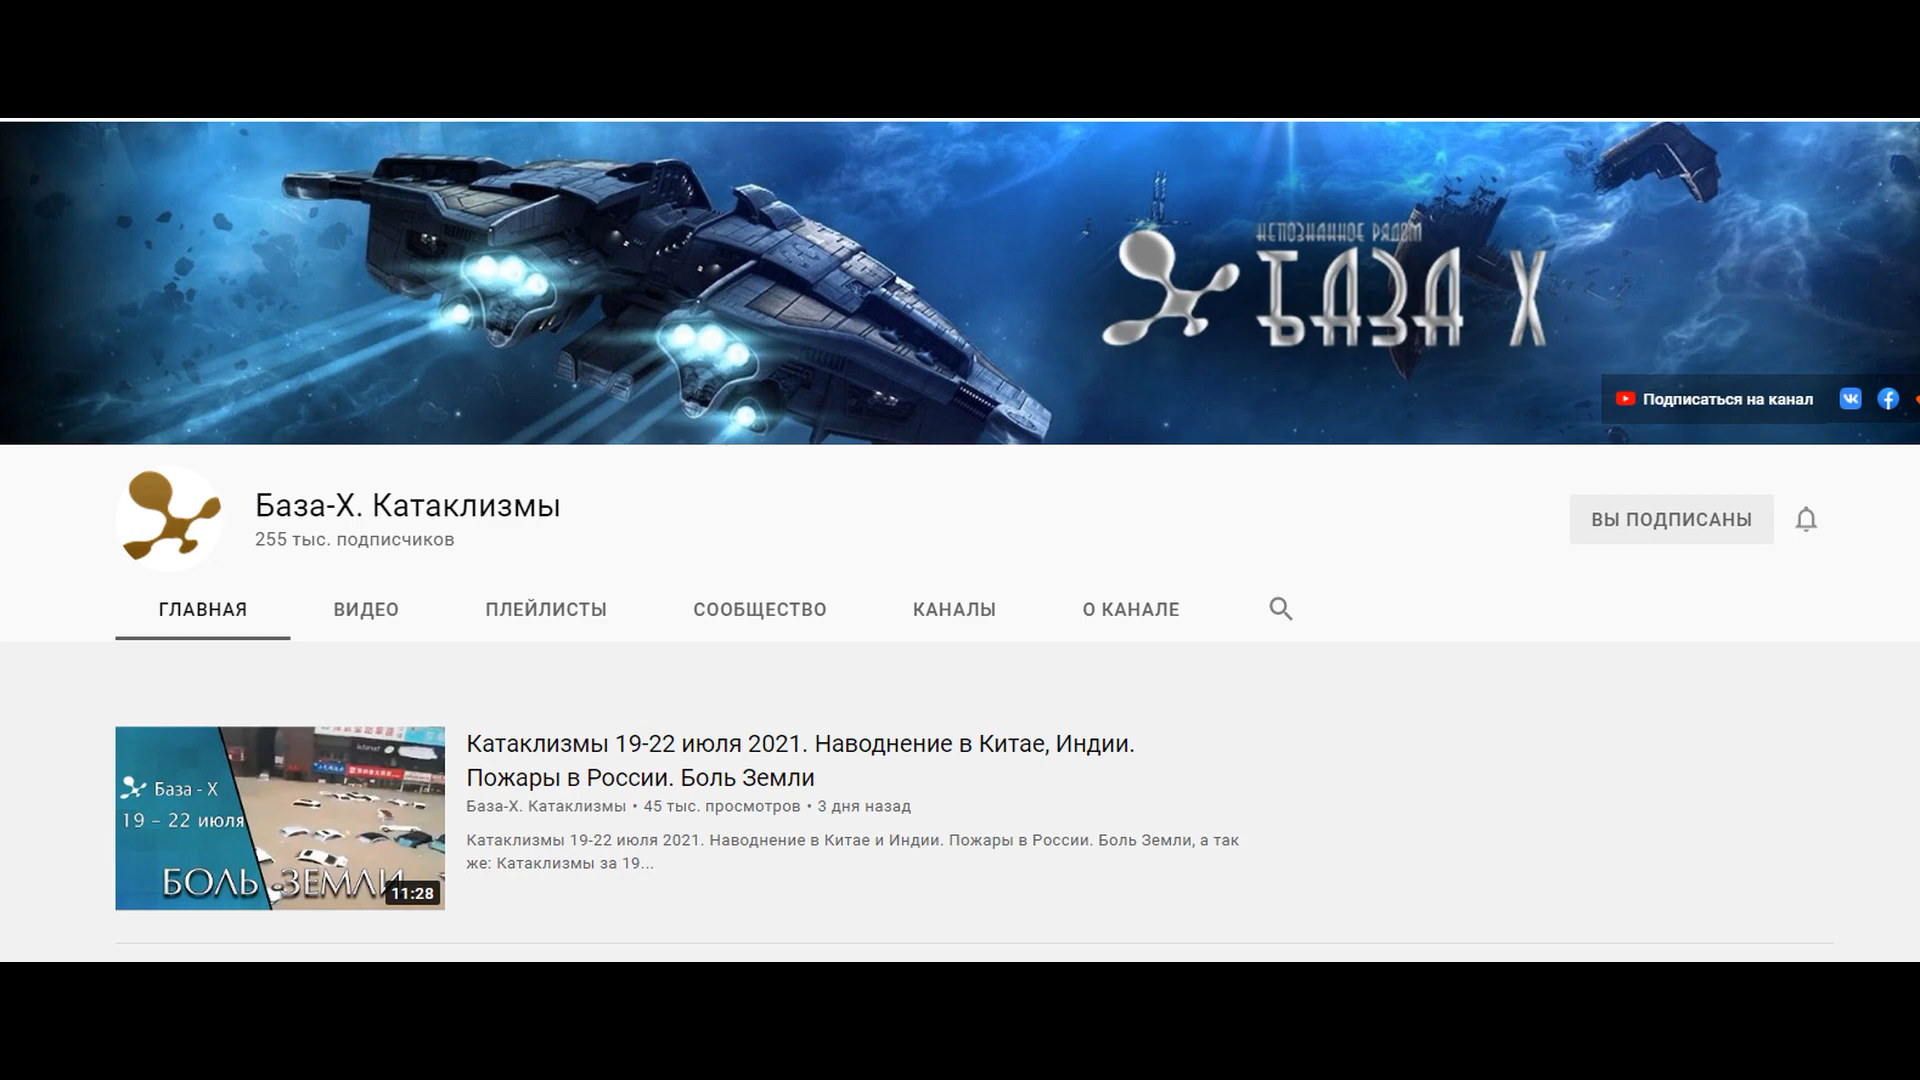 НЕПОЗНАННОЕ РЯДОМ
БАЗА Х
Подписаться на канал
База-Х. Катаклизмы
255 тыс. подписчиков
ВЫ ПОДПИСАНЫ
ГЛАВНАЯ ВИДЕО ПЛЕЙЛИСТЫ СООБЩЕСТВО КАНАЛЫ О КАНАЛЕ
База - Х
19 – 22 июля
БОЛЬ ЗЕМЛИ
11:28
Катаклизмы 19-22 июля 2021. Наводнение в Китае, Индии.
Пожары в России. Боль Земли
База-Х. Катаклизмы • 45 тыс. просмотров • 3 дня назад
Катаклизмы 19-22 июля 2021. Наводнение в Китае и Индии. Пожары в России. Боль Земли, а так
же: Катаклизмы за 19...